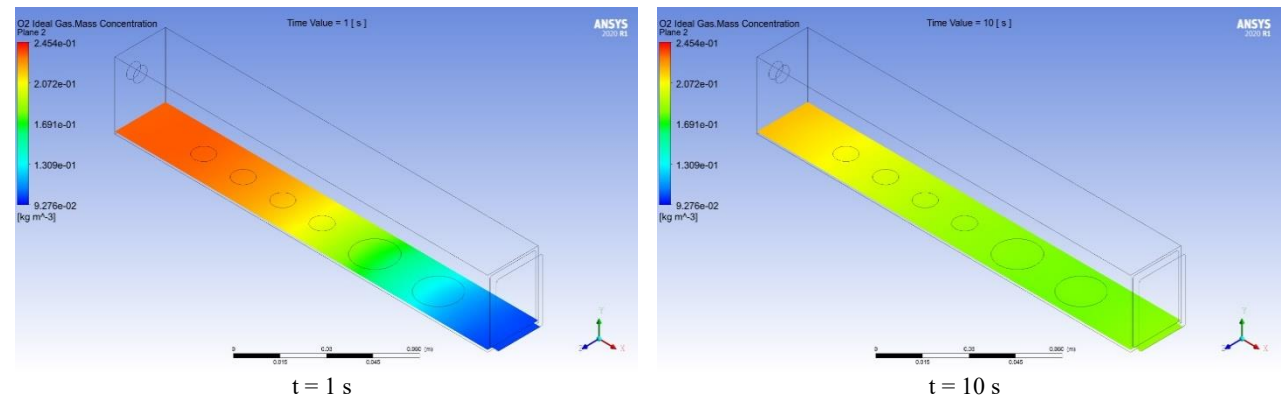 O2 Ideal Gas.Mass Concentration
Plane 2
Time Value = 1 [ s ]
ANSYS
2020 R1
2.454e-01
2.072e-01
1.691e-01
1.309e-01
9.276e-02
[kg m^-3]
0
0.03
0.060 (m)
0.015
0.045
Y
Z
X
t = 1 s
O2 Ideal Gas.Mass Concentration
Plane 2
Time Value = 10 [ s ]
ANSYS
2020 R1
2.454e-01
2.072e-01
1.691e-01
1.309e-01
9.276e-02
[kg m^-3]
0
0.03
0.060 (m)
0.015
0.045
Y
Z
X
t = 10 s